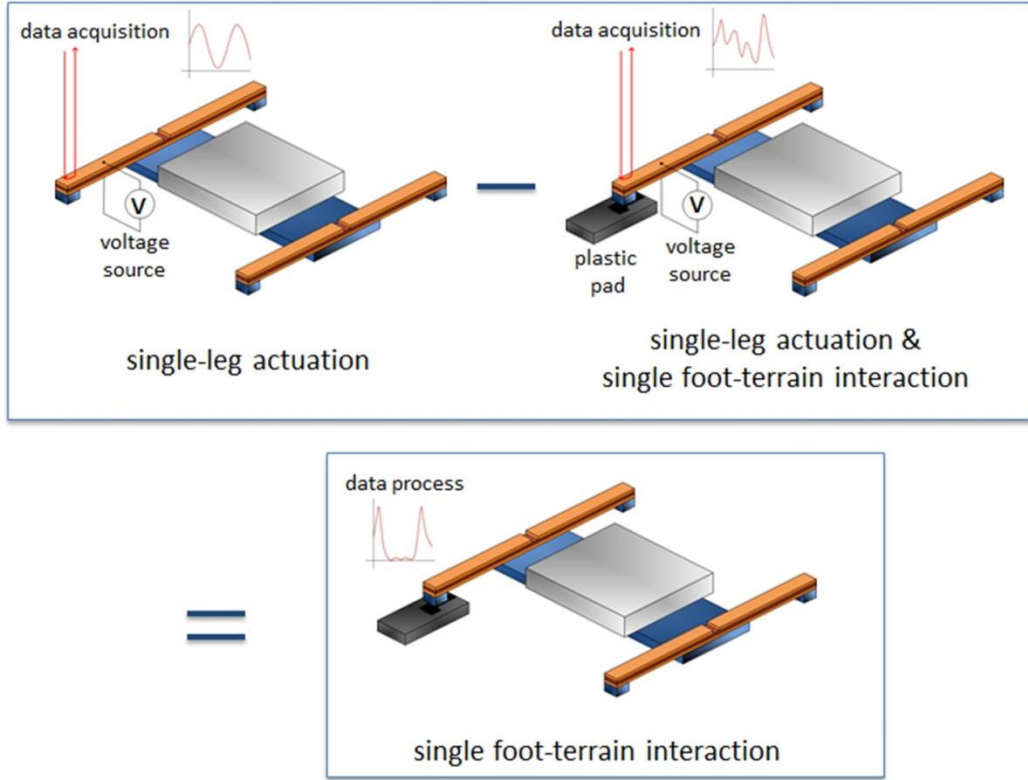 data acquisition
V
voltage
source
single-leg actuation
data acquisition
V
plastic
pad
voltage
source
single-leg actuation &
single foot-terrain interaction
data process
single foot-terrain interaction